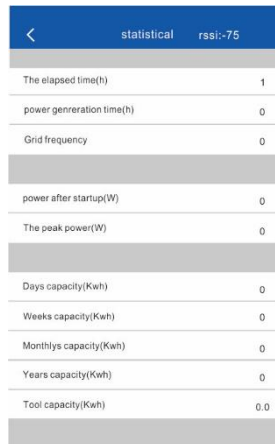 statistical rssi:-75
The elapsed time(h) 1
power genreration time(h) 0
Grid frequency 0
power after startup(W) 0
The peak power(W) 0
Days capacity(Kwh) 0
Weeks capacity(Kwh) 0
Monthlys capacity(Kwh) 0
Years capacity(Kwh) 0
Tool capacity(Kwh) 0.0